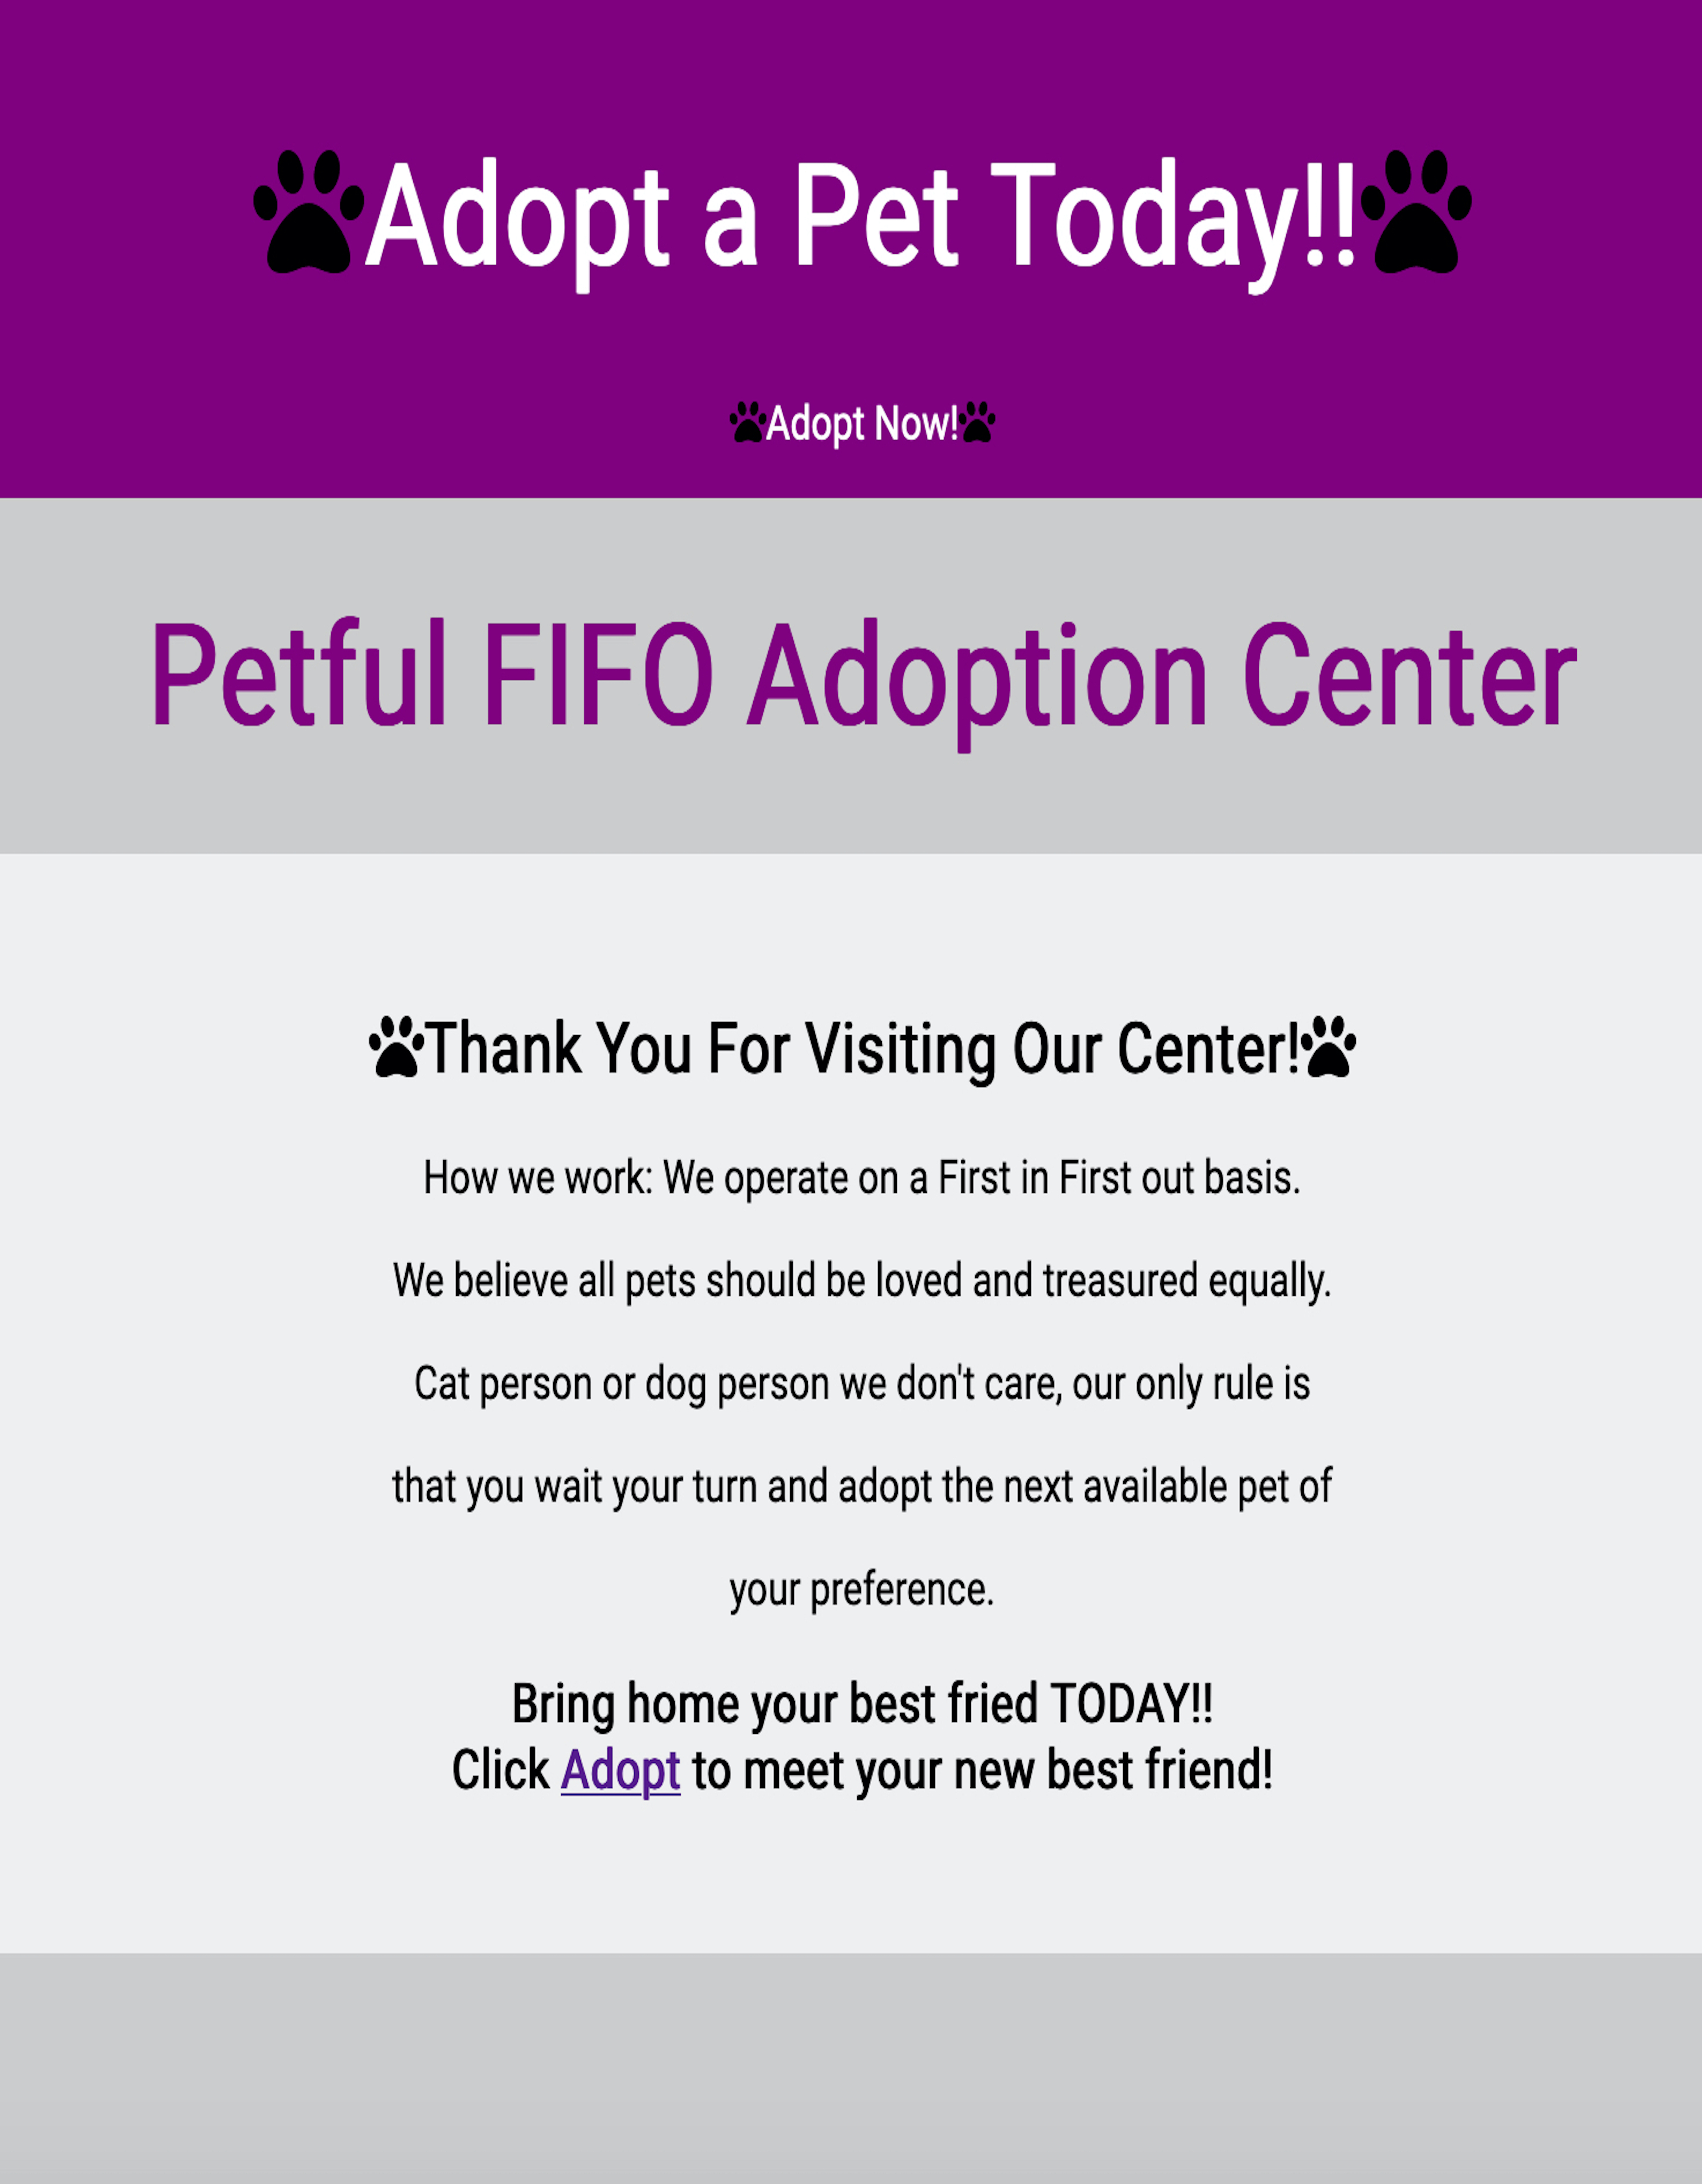 Adopt a Pet Today!!
Adopt Now!
Petful FIFO Adoption Center
Thank You For Visiting Our Center!
How we work: We operate on a First in First out basis.
We believe all pets should be loved and treasured equally.
Cat person or dog person we don't care, our only rule is
that you wait your turn and adopt the next available pet of
your preference.
Bring home your best fried TODAY!!
Click Adopt to meet your new best friend!